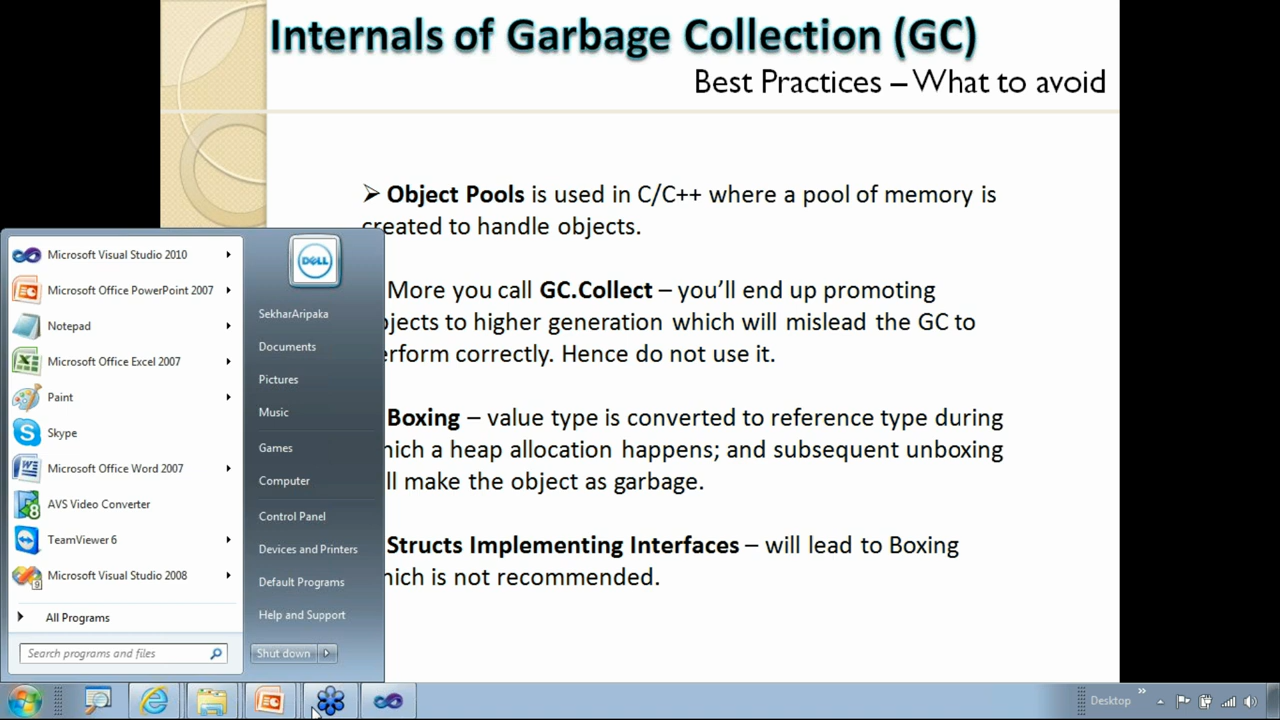 Internals of Garbage Collection (GC)
Best Practices – What to avoid
➢ Object Pools is used in C/C++ where a pool of memory is
created to handle objects.
More you call GC.Collect – you'll end up promoting
jects to higher generation which will mislead the GC to
erform correctly. Hence do not use it.
Boxing – value type is converted to reference type during
ich a heap allocation happens; and subsequent unboxing
ll make the object as garbage.
Structs Implementing Interfaces – will lead to Boxing
ich is not recommended.
Microsoft Visual Studio 2010
Microsoft Office PowerPoint 2007
Notepad
Microsoft Office Excel 2007
Paint
Skype
Microsoft Office Word 2007
AVS Video Converter
TeamViewer 6
Microsoft Visual Studio 2008
All Programs
Search programs and files
DELL
SekharAripaka
Documents
Pictures
Music
Games
Computer
Control Panel
Devices and Printers
Default Programs
Help and Support
Shut down
Desktop